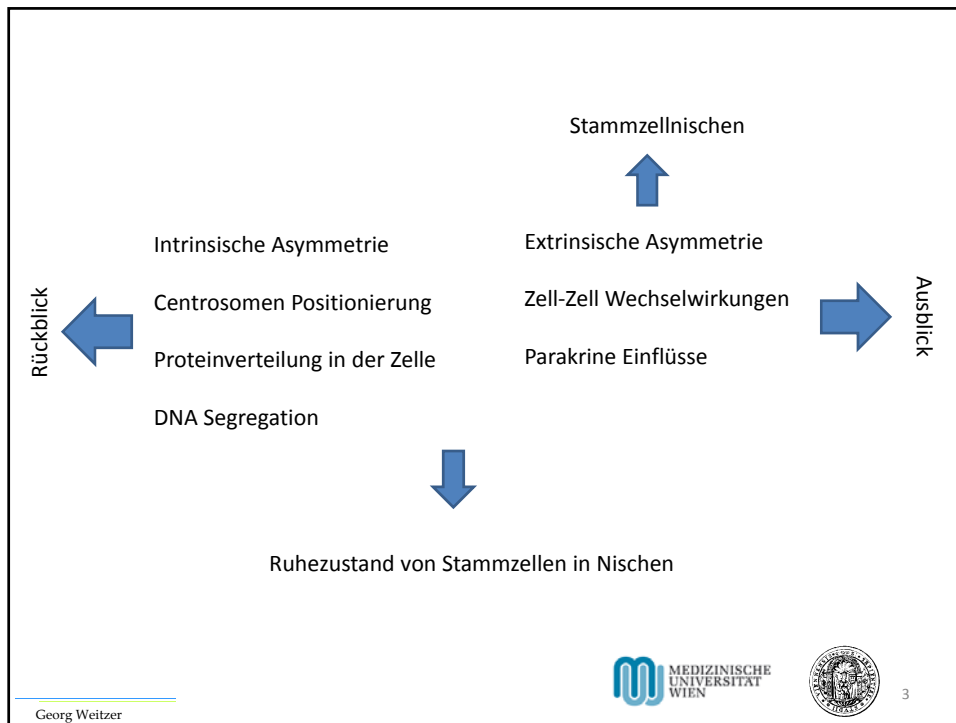 Stammzellnischen
Intrinsische Asymmetrie
Centrosomen Positionierung
Proteinverteilung in der Zelle
DNA Segregation
Extrinsische Asymmetrie
Zell-Zell Wechselwirkungen
Parakrine Einflüsse
Rückblick
Ausblick
Ruhezustand von Stammzellen in Nischen
MEDIZINISCHE
UNIVERSITÄT
WIEN
3
Georg Weitzer